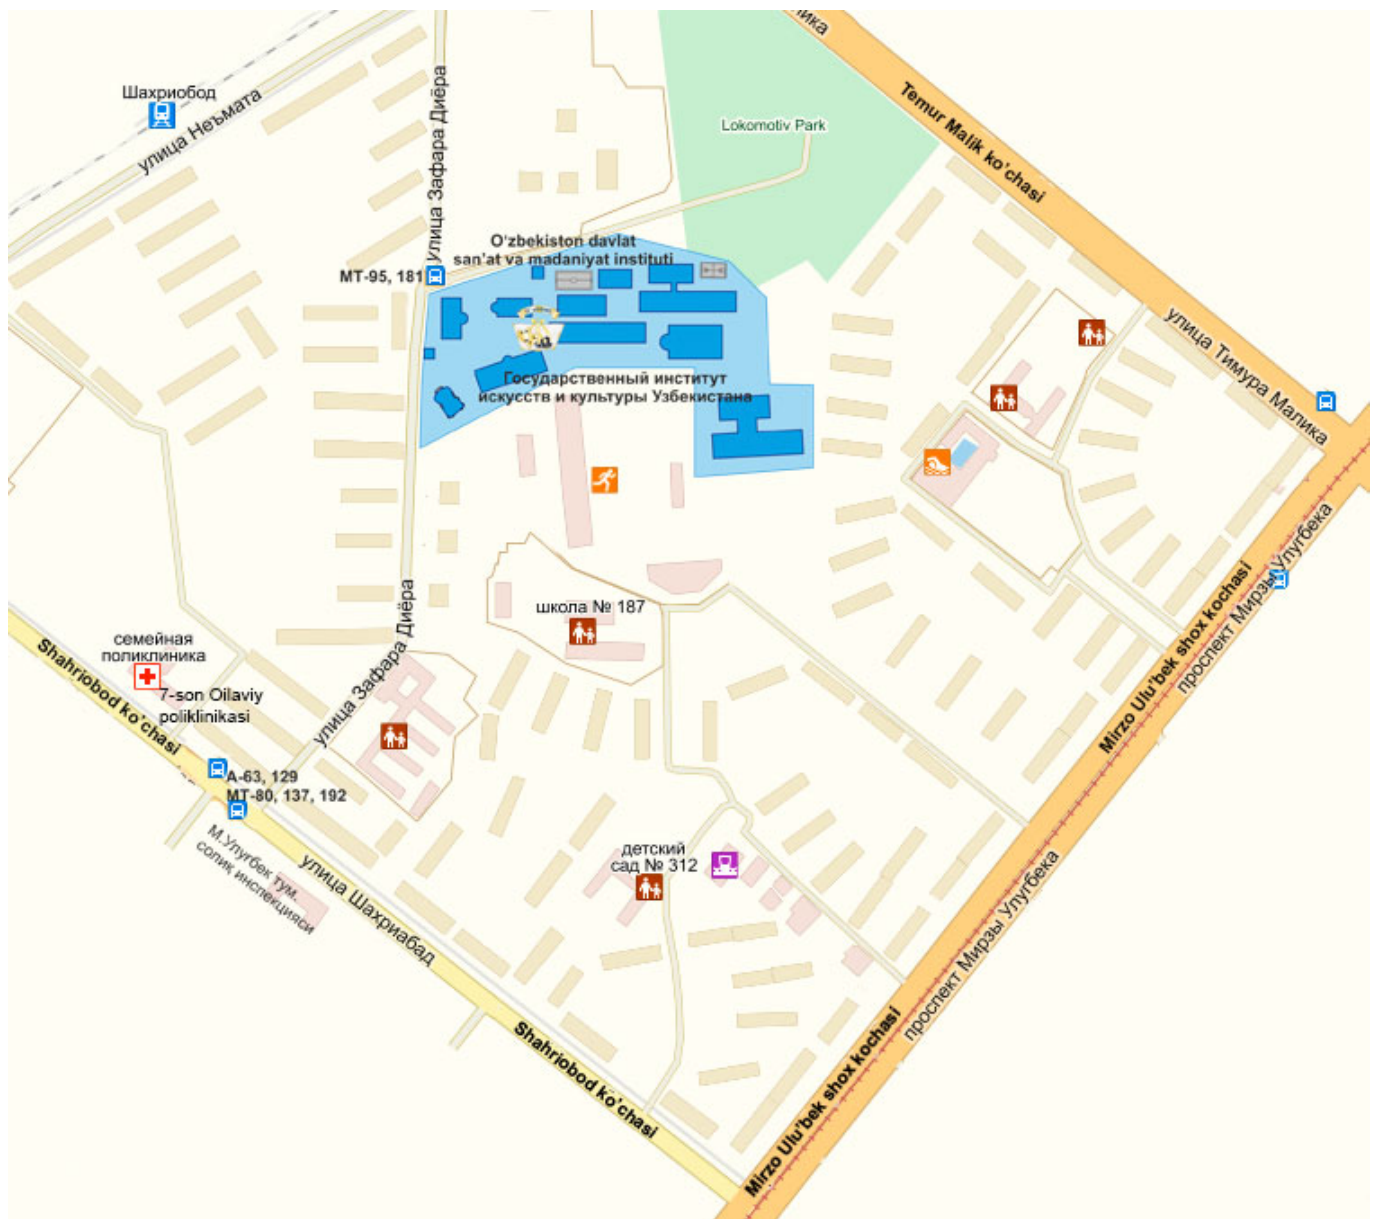 ика
Temur Malik ko'chasi
Шахриобод
улица Неъмата
Улица Зафара Диёра
Lokomotiv Park
O'zbekiston davlat
san'at va madaniyat instituti
МТ-95, 181
улица Тимура Малика
Государственный институт
искусств и культуры Узбекистана
школа № 187
улица Зафара Диёра
семейная
поликлиника
7-son Oilaviy
poliklinikasi
Shahriobod ko'chasi
Mirzo Ulu'bek shox kochasi
проспект Мирзы Улугбека
А-63, 129
МТ-80, 137, 192
М.Улугбек тум.
солиқ инспекцияси
улица Шахриабад
детский
сад № 312
проспект Мирзы Улугбека
Shahriobod ko'chasi
Mirzo Ulu'bek shox kochasi